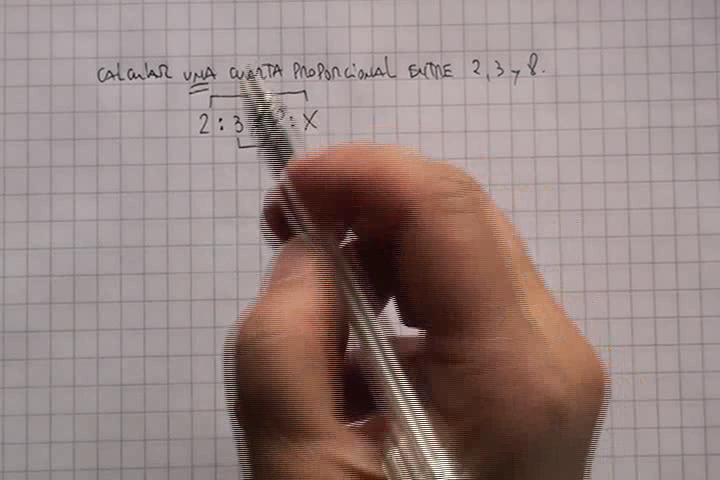 CALCULAR UNA CUARTA PROPORCIONAL ENTRE 2, 3 y 8.
2 : 3 : X